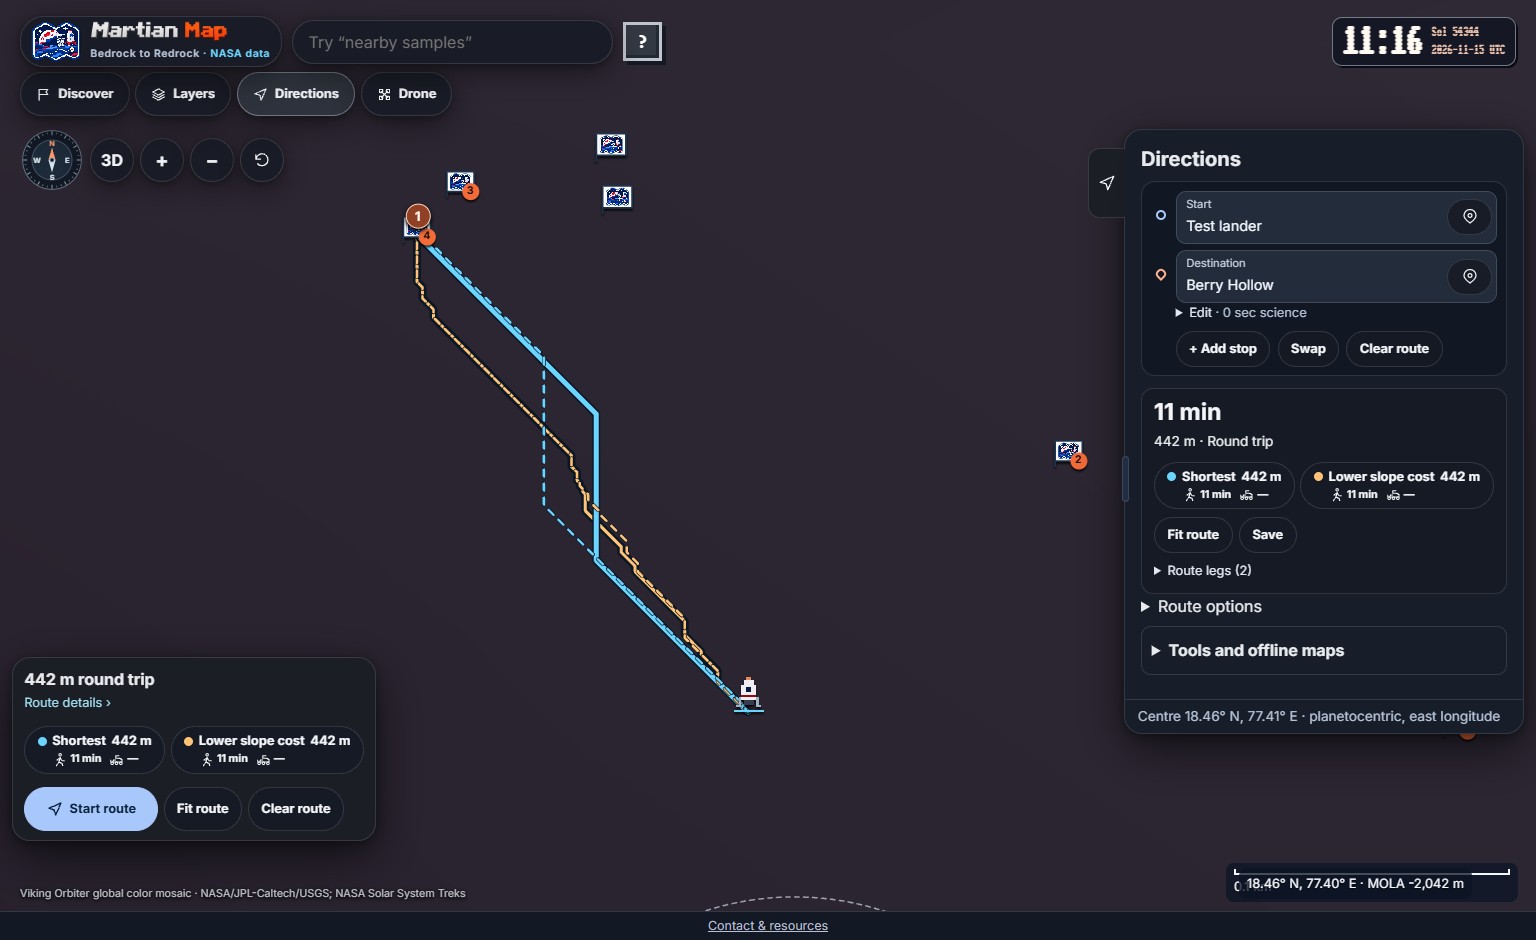 Martian Map
Bedrock to Redrock · NASA data
Try “nearby samples”
?
11:16
2026-11-15 UTC
Discover
Layers
Directions
Drone
N
W
E
S
3D
+
−
3
1
4
2
Directions
Start
Test lander
Destination
Berry Hollow
▶ Edit · 0 sec science
+ Add stop
Swap
Clear route
11 min
442 m · Round trip
Shortest 442 m
11 min —
Lower slope cost 442 m
11 min —
Fit route
Save
▶ Route legs (2)
▶ Route options
▶ Tools and offline maps
Centre 18.46° N, 77.41° E · planetocentric, east longitude
442 m round trip
Route details ›
Shortest 442 m
11 min —
Lower slope cost 442 m
11 min —
Start route
Fit route
Clear route
Viking Orbiter global color mosaic · NASA/JPL-Caltech/USGS; NASA Solar System Treks
18.46° N, 77.40° E · MOLA -2,042 m
Contact & resources